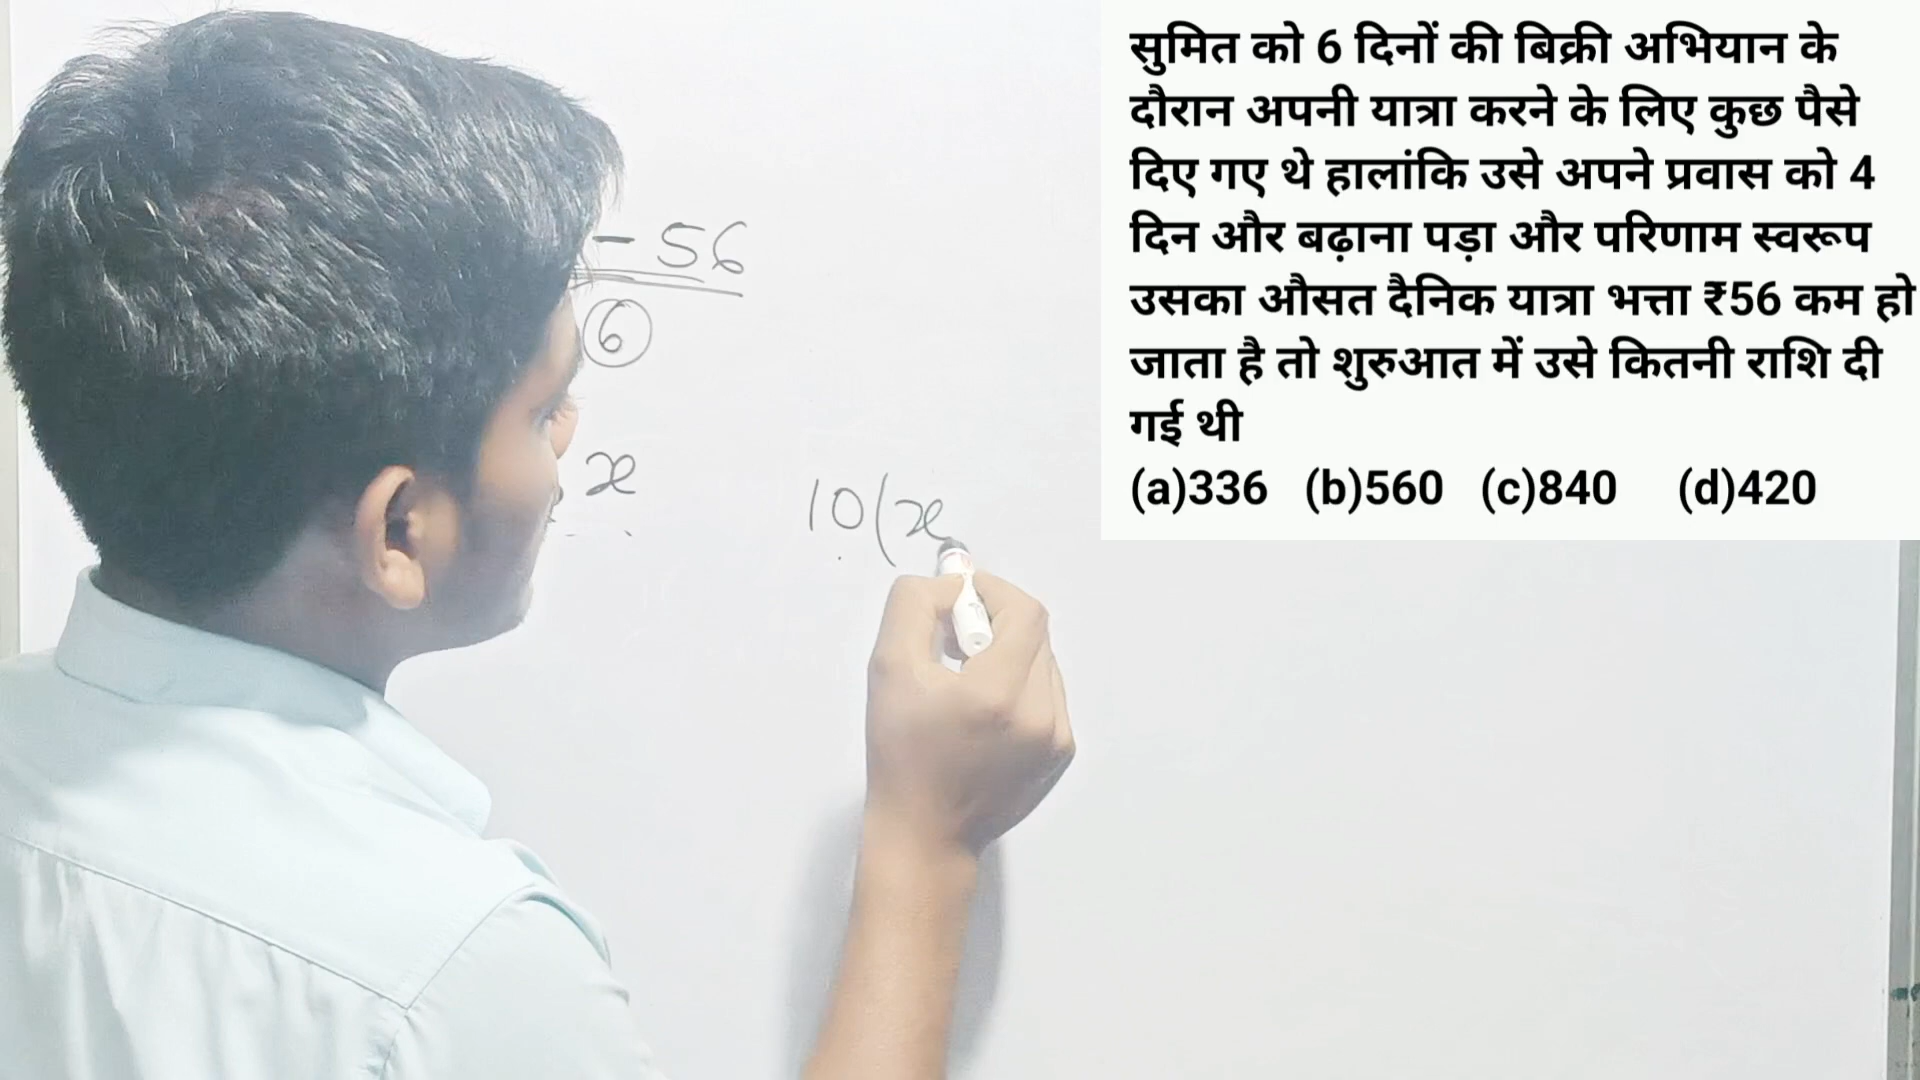 सुमित को 6 दिनों की बिक्री अभियान के
दौरान अपनी यात्रा करने के लिए कुछ पैसे
दिए गए थे हालांकि उसे अपने प्रवास को 4
दिन और बढ़ाना पड़ा और परिणाम स्वरूप
उसका औसत दैनिक यात्रा भत्ता ₹56 कम हो
जाता है तो शुरुआत में उसे कितनी राशि दी
गई थी
(a)336 (b)560 (c)840 (d)420
- 56
6
x
10(x